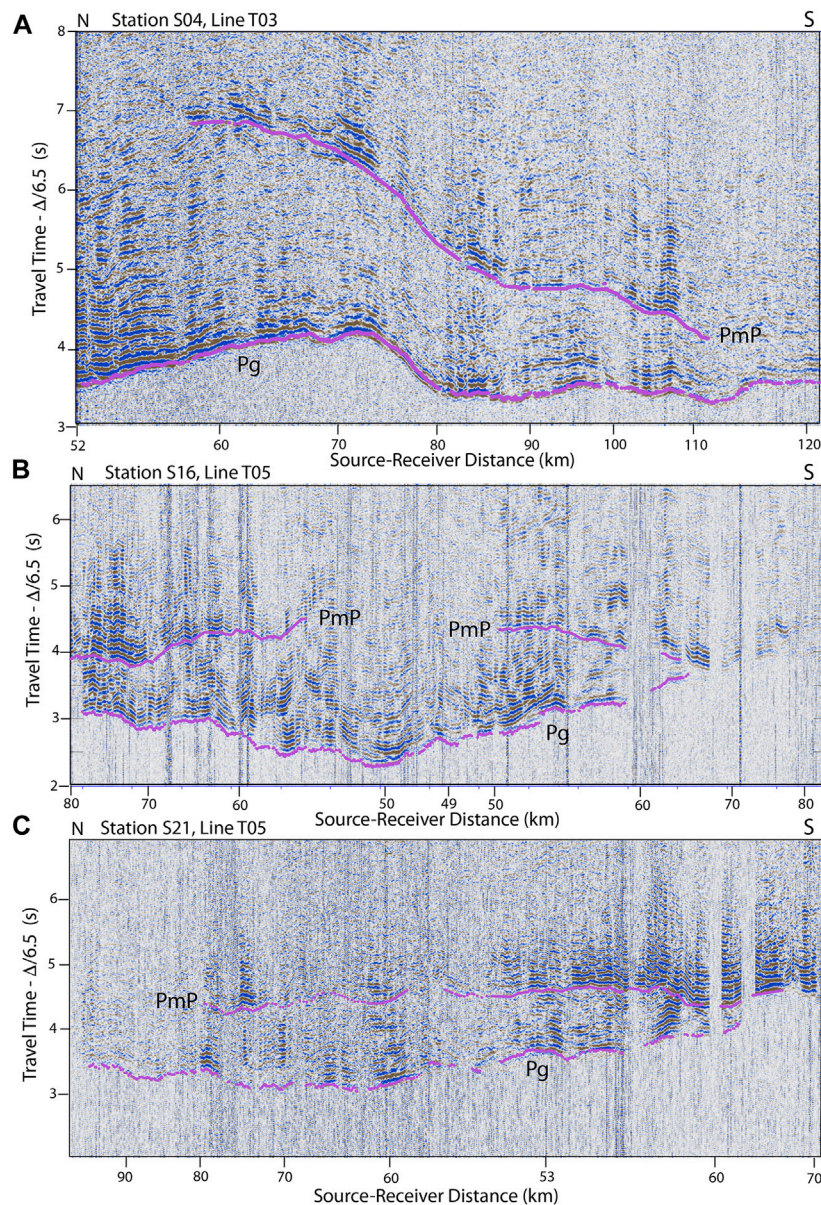 A
N Station S04, Line T03 S
8
7
6
5
4
3
Travel Time - Δ/6.5 (s)
PmP
Pg
52 60 70 80 90 100 110 120
Source-Receiver Distance (km)
B
N Station S16, Line T05 S
6
5
4
3
2
Travel Time - Δ/6.5 (s)
PmP PmP
Pg
80 70 60 50 49 50 60 70 80
Source-Receiver Distance (km)
C
N Station S21, Line T05 S
6
5
4
3
Travel Time - Δ/6.5 (s)
PmP
Pg
90 80 70 60 53 60 70
Source-Receiver Distance (km)